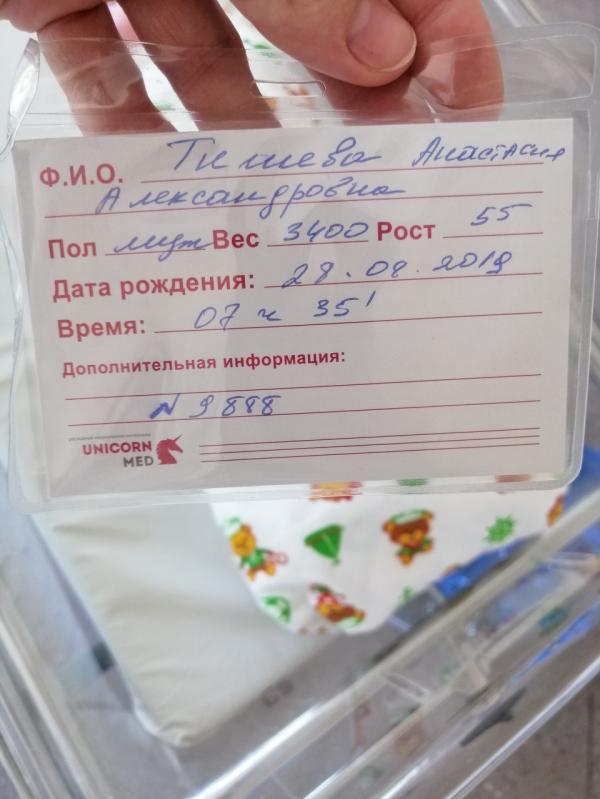 Ф.И.О. Тишева Анастасия
Александровна
Пол муж Вес 3400 Рост 55
Дата рождения: 28.08.2019
Время: 07 ч 35'
Дополнительная информация:
N 9888
UNICORN
MED